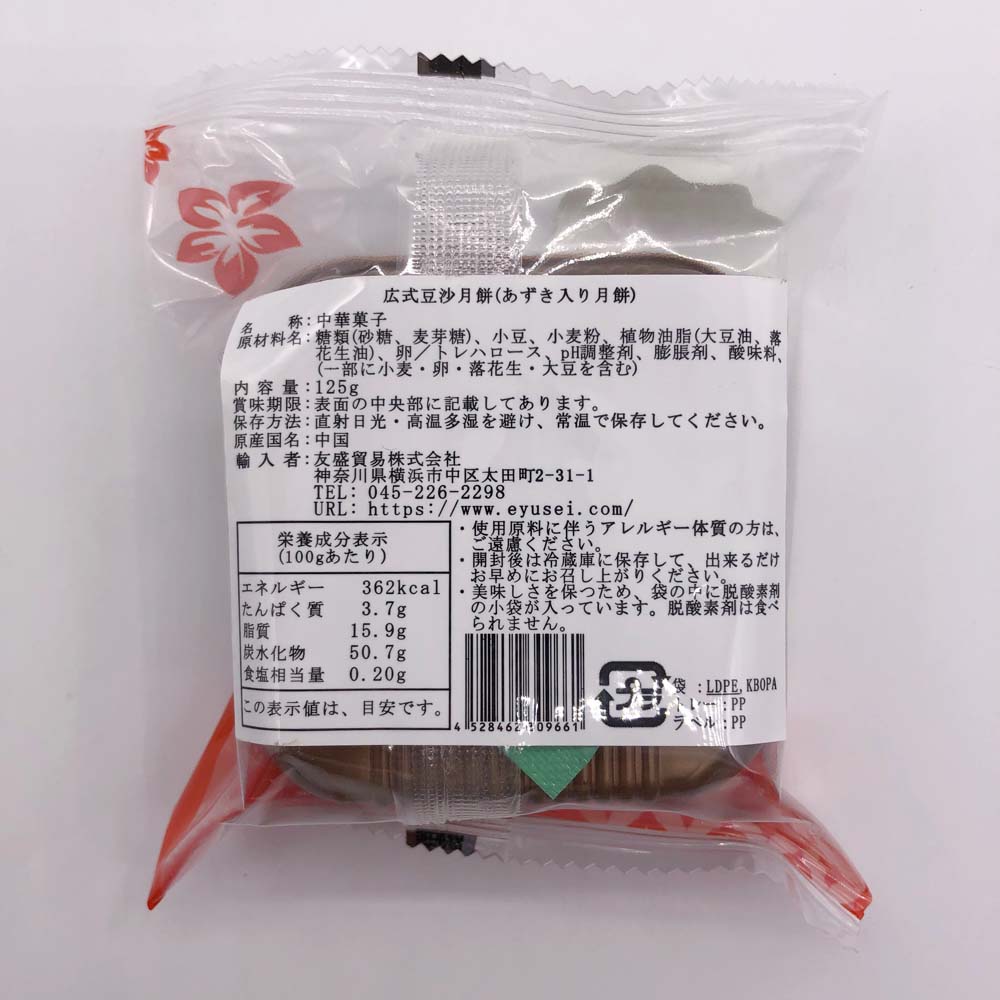 広式豆沙月餅(あずき入り月餅)
名 称:中華菓子
原材料名:糖類(砂糖、麦芽糖)、小豆、小麦粉、植物油脂(大豆油、落
花生油)、卵／トレハロース、pH調整剤、膨脹剤、酸味料、
(一部に小麦・卵・落花生・大豆を含む)
内 容 量:125g
賞味期限:表面の中央部に記載してあります。
保存方法:直射日光・高温多湿を避け、常温で保存してください。
原産国名:中国
輸 入 者:友盛貿易株式会社
神奈川県横浜市中区太田町2-31-1
TEL: 045-226-2298
URL: https://www.eyusei.com/
栄養成分表示
(100gあたり)
エネルギー 362kcal
たんぱく質 3.7g
脂質 15.9g
炭水化物 50.7g
食塩相当量 0.20g
この表示値は、目安です。
・使用原料に伴うアレルギー体質の方は、
ご遠慮ください。
・開封後は冷蔵庫に保存して、出来るだけ
お早めにお召し上がりください。
・美味しさを保つため、袋の中に脱酸素剤
の小袋が入っています。脱酸素剤は食べ
られません。
袋 :LDPE,KBOPA
トレー:PP
ラベル:PP